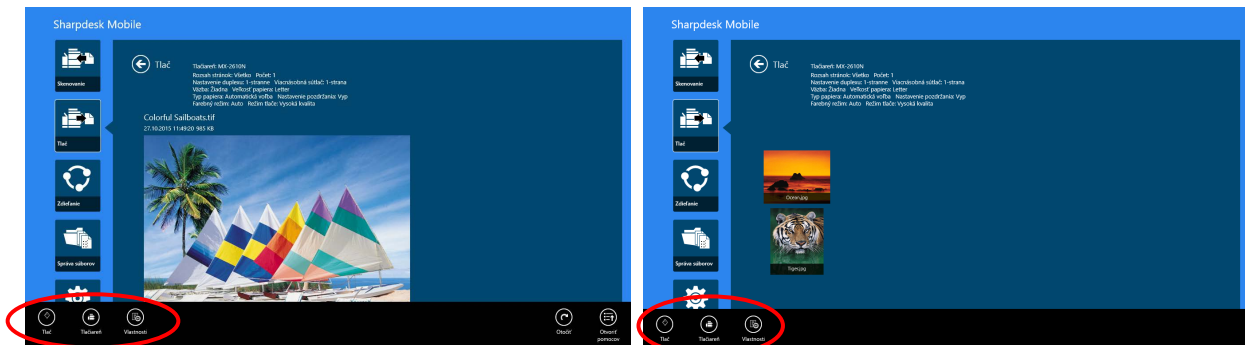 Sharpdesk Mobile
Skenovanie
Tlač
Zdieľanie
Správa súborov
Tlač
Tlačiareň: MX-2610N
Rozsah stránok: Všetko Počet: 1
Nastavenie duplexu: 1-stranne Viacnásobná sútlač: 1-strana
Väzba: Žiadna Veľkosť papiera: Letter
Typ papiera: Automatická voľba Nastavenie pozdržania: Vyp
Farebný režim: Auto Režim tlače: Vysoká kvalita
Colorful Sailboats.tif
27.10.2015 11:49:20 985 KB
Tlač
Tlačiareň
Vlastnosti
Otočiť
Otvoriť
pomocov
Sharpdesk Mobile
Skenovanie
Tlač
Zdieľanie
Správa súborov
Tlač
Tlačiareň: MX-2610N
Rozsah stránok: Všetko Počet: 1
Nastavenie duplexu: 1-stranne Viacnásobná sútlač: 1-strana
Väzba: Žiadna Veľkosť papiera: Letter
Typ papiera: Automatická voľba Nastavenie pozdržania: Vyp
Farebný režim: Auto Režim tlače: Vysoká kvalita
Ocean.jpg
Tiger.jpg
Tlač
Tlačiareň
Vlastnosti